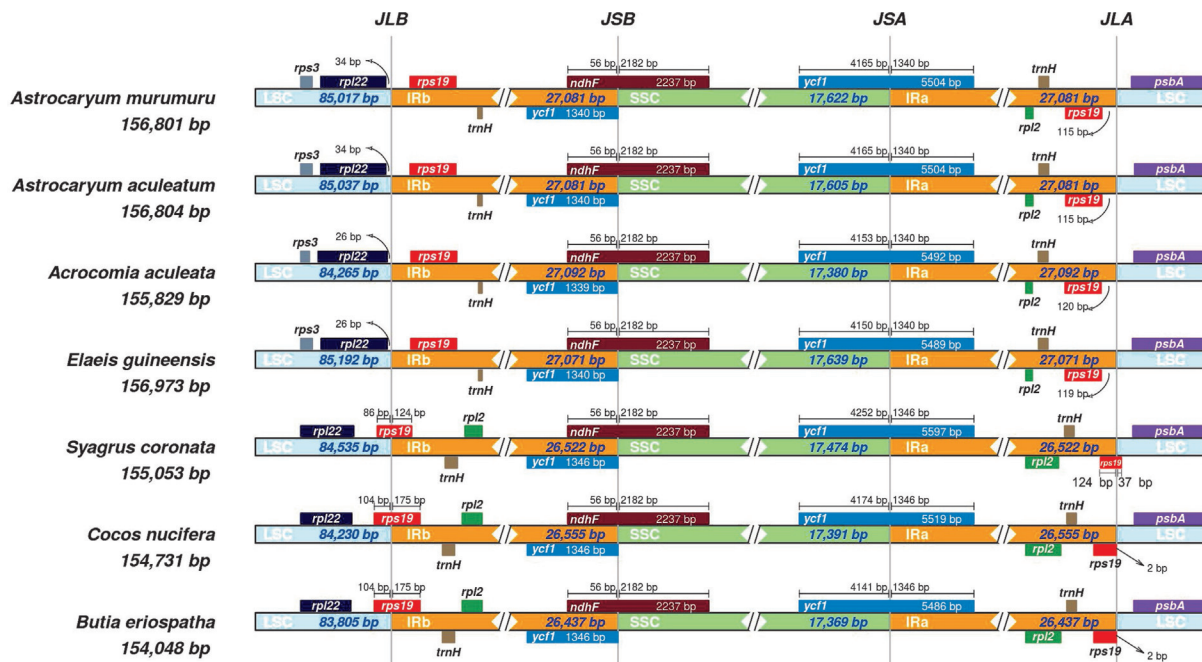 JLB JSB JSA JLA
34 bp 56 bp 2182 bp 4165 bp 1340 bp
rps3 rpl22 rps19 ndhF 2237 bp ycf1 5504 bp trnH psbA
Astrocaryum murumuru LSC 85,017 bp IRb 27,081 bp SSC 17,622 bp IRa 27,081 bp LSC
156,801 bp trnH ycf1 1340 bp rpl2 rps19 115 bp
34 bp 56 bp 2182 bp 4165 bp 1340 bp
rps3 rpl22 rps19 ndhF 2237 bp ycf1 5504 bp trnH psbA
Astrocaryum aculeatum LSC 85,037 bp IRb 27,081 bp SSC 17,605 bp IRa 27,081 bp LSC
156,804 bp trnH ycf1 1340 bp rpl2 rps19 115 bp
26 bp 56 bp 2182 bp 4153 bp 1340 bp
rps3 rpl22 rps19 ndhF 2237 bp ycf1 5492 bp trnH psbA
Acrocomia aculeata LSC 84,265 bp IRb 27,092 bp SSC 17,380 bp IRa 27,092 bp LSC
155,829 bp trnH ycf1 1339 bp rpl2 rps19 120 bp
26 bp 56 bp 2182 bp 4150 bp 1340 bp
rps3 rpl22 rps19 ndhF 2237 bp ycf1 5489 bp trnH psbA
Elaeis guineensis LSC 85,192 bp IRb 27,071 bp SSC 17,639 bp IRa 27,071 bp LSC
156,973 bp trnH ycf1 1340 bp rpl2 rps19 119 bp
86 bp 124 bp 56 bp 2182 bp 4252 bp 1346 bp
rpl22 rps19 rpl2 ndhF 2237 bp ycf1 5597 bp trnH psbA
Syagrus coronata LSC 84,535 bp IRb 26,522 bp SSC 17,474 bp IRa 26,522 bp LSC
155,053 bp trnH ycf1 1346 bp rpl2 rps19
124 bp 37 bp
104 bp 175 bp 56 bp 2182 bp 4174 bp 1346 bp
rpl22 rps19 rpl2 ndhF 2237 bp ycf1 5519 bp trnH psbA
Cocos nucifera LSC 84,230 bp IRb 26,555 bp SSC 17,391 bp IRa 26,555 bp LSC
154,731 bp trnH ycf1 1346 bp rpl2 rps19 2 bp
104 bp 175 bp 56 bp 2182 bp 4141 bp 1346 bp
rpl22 rps19 rpl2 ndhF 2237 bp ycf1 5486 bp trnH psbA
Butia eriospatha LSC 83,805 bp IRb 26,437 bp SSC 17,369 bp IRa 26,437 bp LSC
154,048 bp trnH ycf1 1346 bp rpl2 rps19 2 bp